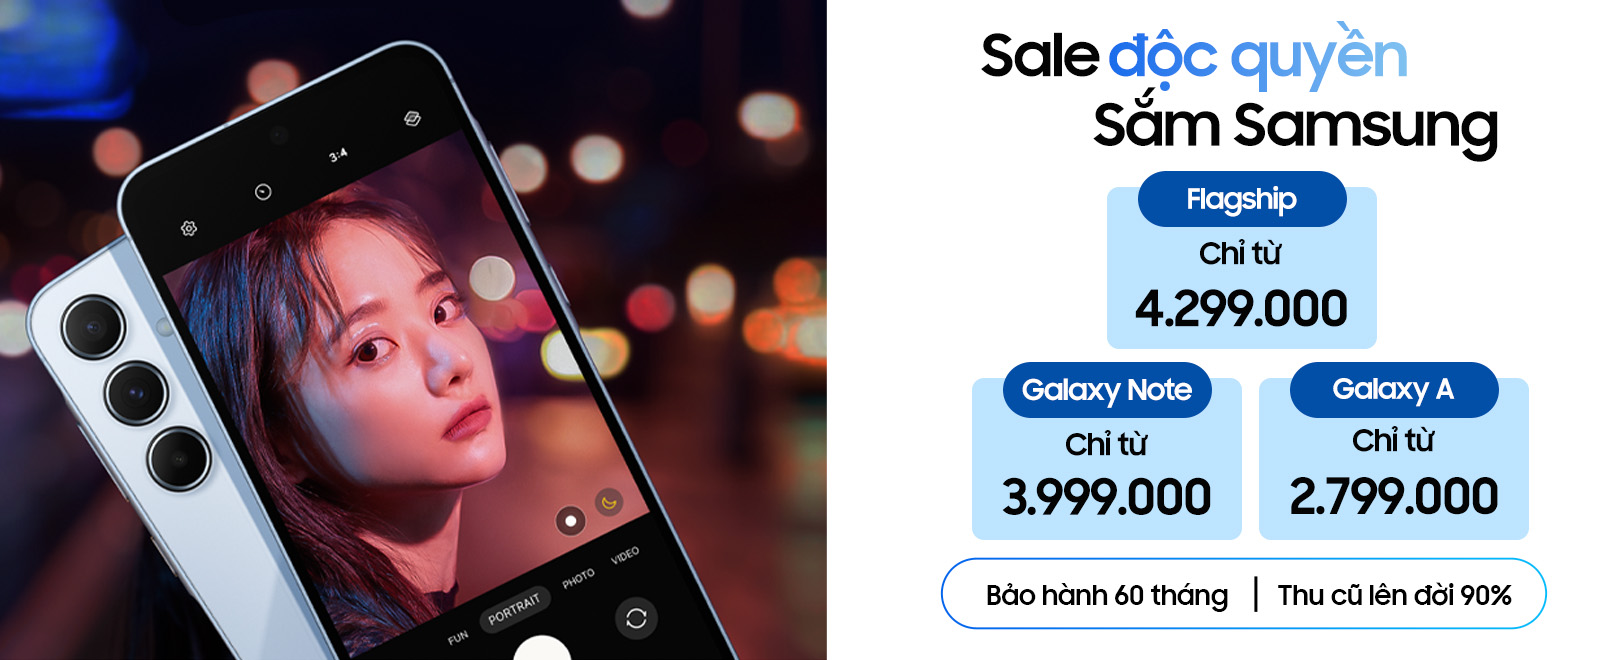 3:4
FUN PORTRAIT PHOTO VIDEO
Sale độc quyền
Sắm Samsung
Flagship
Chỉ từ
4.299.000
Galaxy Note
Chỉ từ
3.999.000
Galaxy A
Chỉ từ
2.799.000
Bảo hành 60 tháng | Thu cũ lên đời 90%